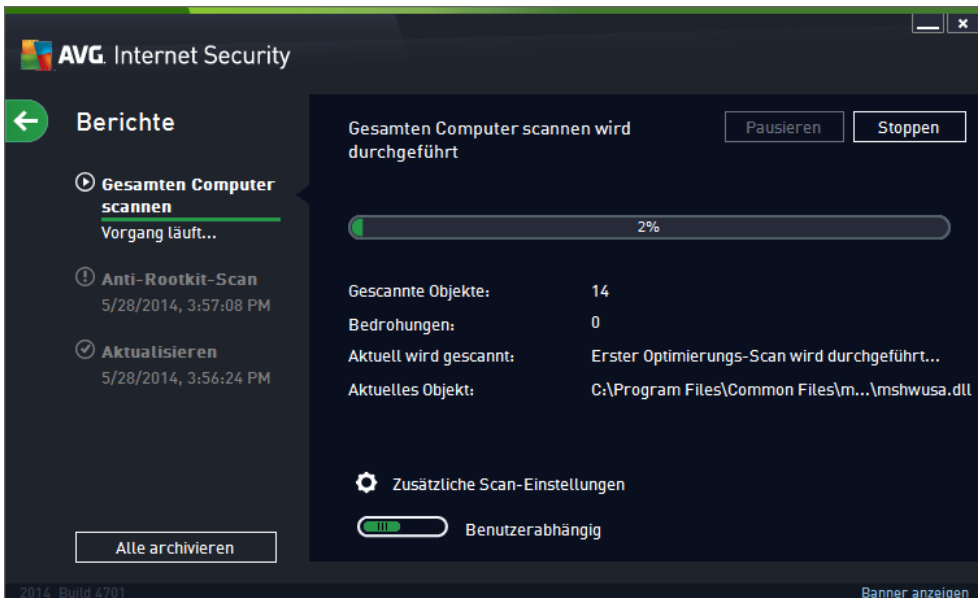 AVG. Internet Security
Berichte
Gesamten Computer
scannen
Vorgang läuft...
Anti-Rootkit-Scan
5/28/2014, 3:57:08 PM
Aktualisieren
5/28/2014, 3:56:24 PM
Alle archivieren
Gesamten Computer scannen wird
durchgeführt
Pausieren
Stoppen
2%
Gescannte Objekte: 14
Bedrohungen: 0
Aktuell wird gescannt: Erster Optimierungs-Scan wird durchgeführt...
Aktuelles Objekt: C:\Program Files\Common Files\m...\mshwusa.dll
Zusätzliche Scan-Einstellungen
Benutzerabhängig
2014 Build 4701
Banner anzeigen